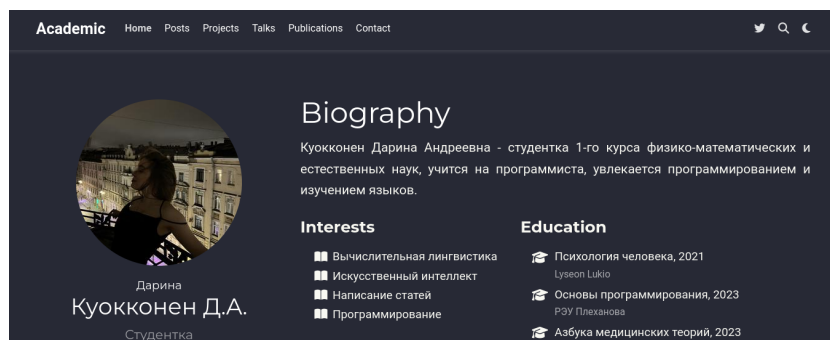 Academic Home Posts Projects Talks Publications Contact
Biography
Куокконен Дарина Андреевна - студентка 1-го курса физико-математических и
естественных наук, учится на программиста, увлекается программированием и
изучением языков.
Interests
Вычислительная лингвистика
Искусственный интеллект
Написание статей
Программирование
Education
Психология человека, 2021
Lyseon Lukio
Основы программирования, 2023
РЭУ Плеханова
Азбука медицинских теорий, 2023
Дарина
Куокконен Д.А.
Студентка